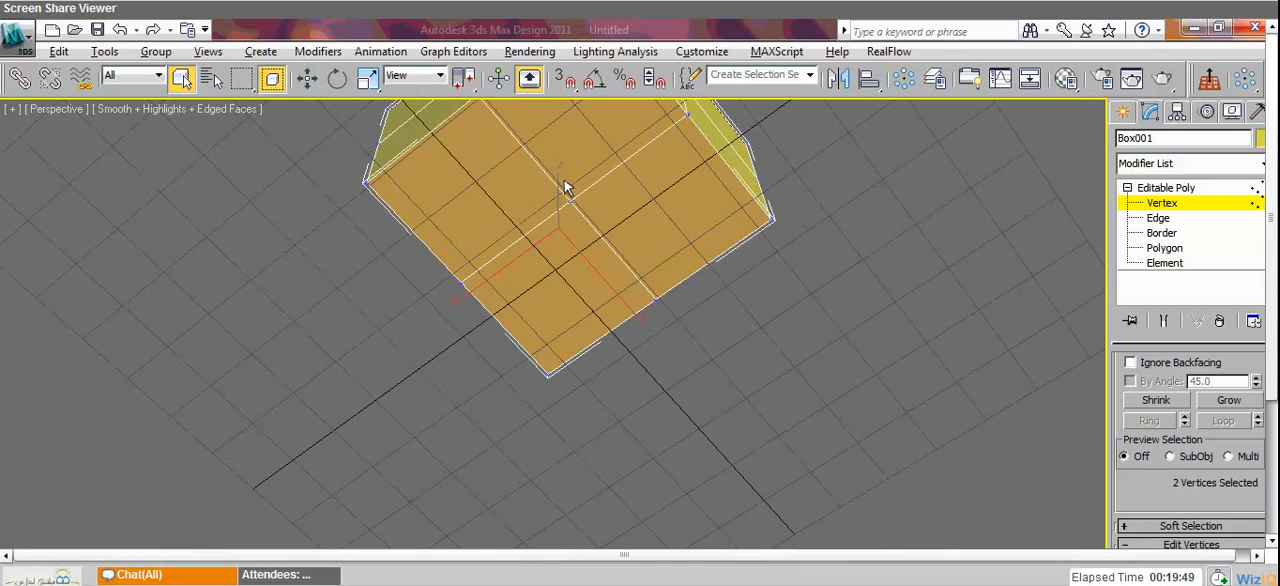 Screen Share Viewer
Autodesk 3ds Max Design 2011 Untitled
Type a keyword or phrase
3DS
Edit Tools Group Views Create Modifiers Animation Graph Editors Rendering Lighting Analysis Customize MAXScript Help RealFlow
All
View
3
Create Selection Se
ABC
[ + ] [ Perspective ] [ Smooth + Highlights + Edged Faces ]
Box001
Modifier List
Editable Poly
Vertex
Edge
Border
Polygon
Element
Ignore Backfacing
By Angle: 45.0
Shrink Grow
Ring Loop
Preview Selection
Off SubObj Multi
2 Vertices Selected
+ Soft Selection
- Edit Vertices
Chat(All) Attendees: ...
Elapsed Time 00:19:49
WizIQ